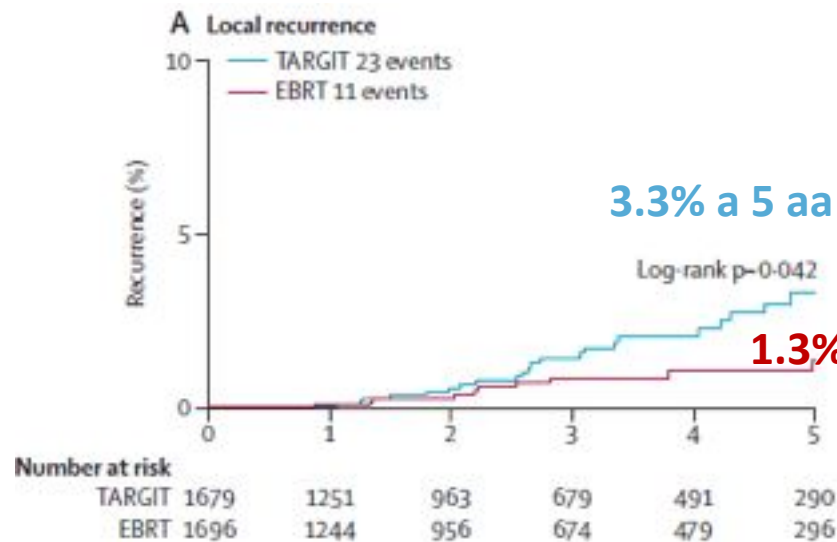 A Local recurrence
10
TARGIT 23 events
EBRT 11 events
Recurrence (%)
3.3% a 5 aa
5
Log-rank p=0·042
1.3%
0
0 1 2 3 4 5
Number at risk
TARGIT 1679 1251 963 679 491 290
EBRT 1696 1244 956 674 479 296